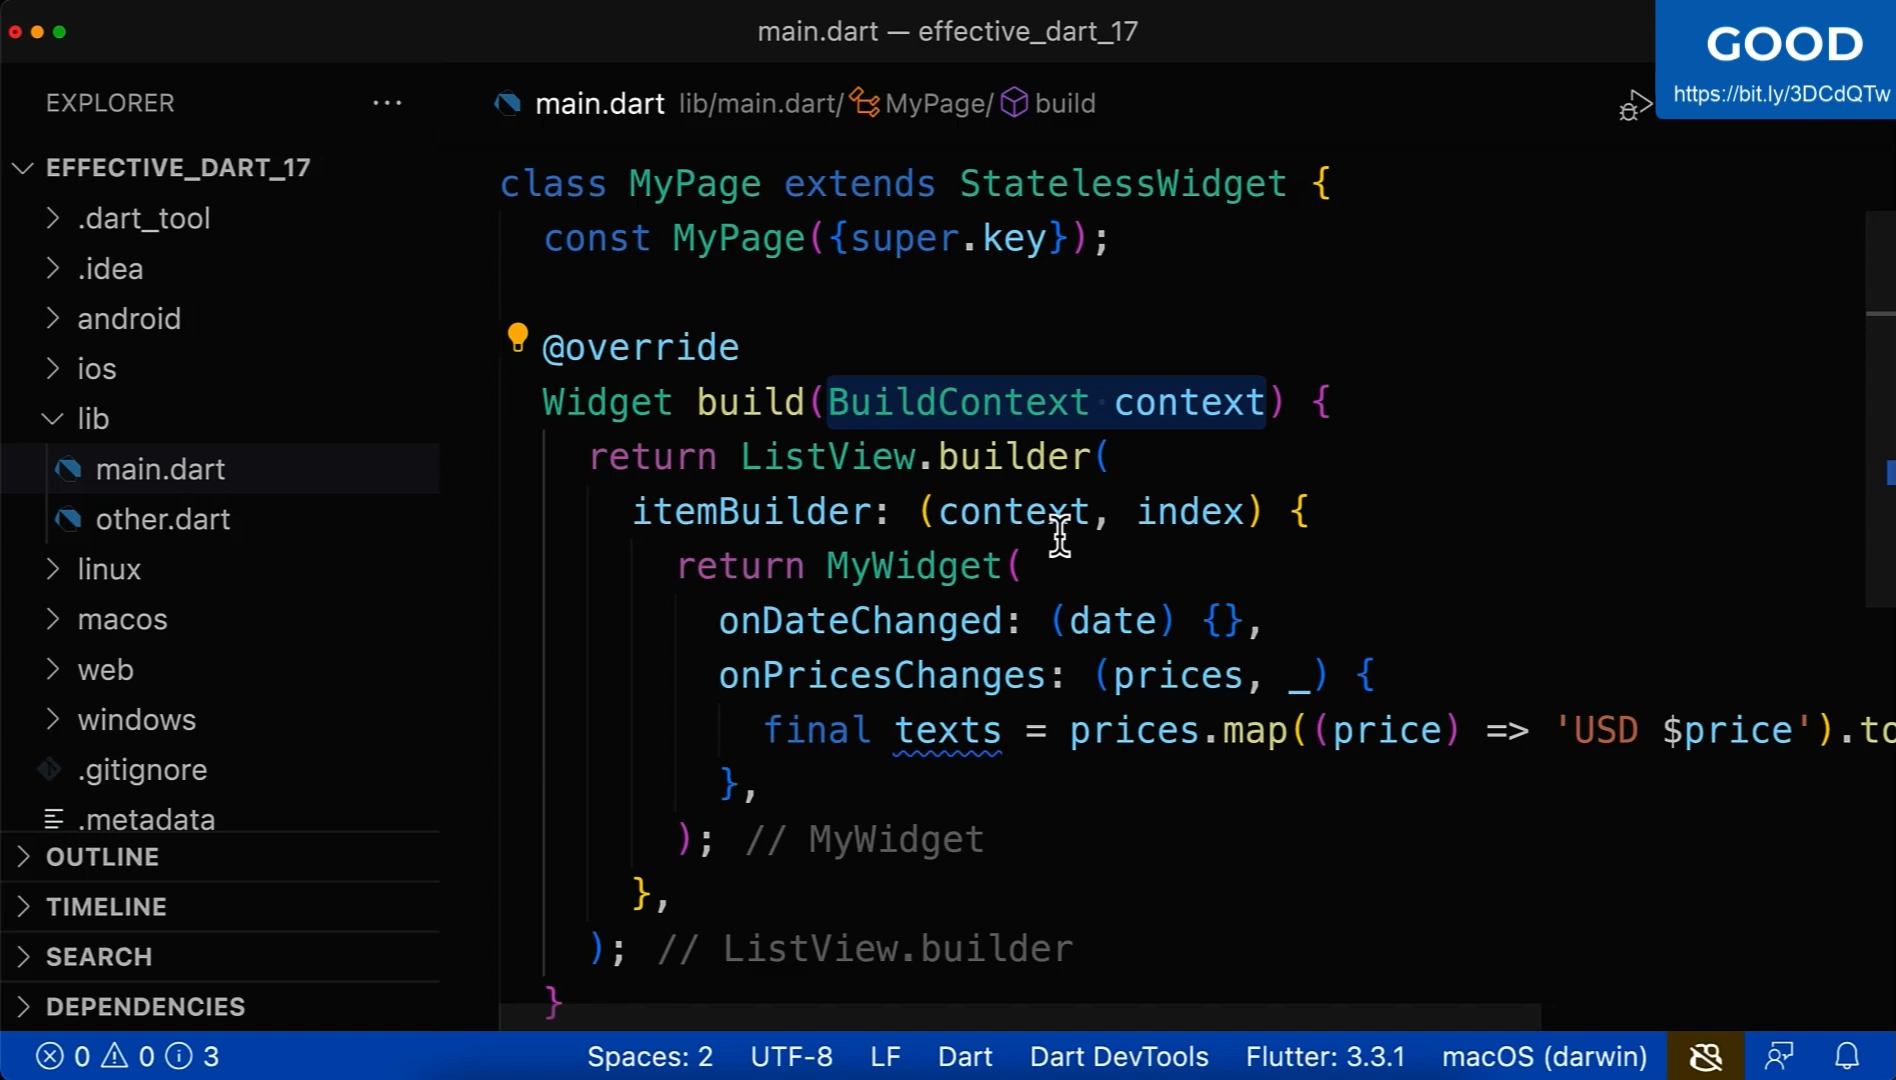 main.dart — effective_dart_17
GOOD
https://bit.ly/3DCdQTw
EXPLORER
...
EFFECTIVE_DART_17
.dart_tool
.idea
android
ios
lib
main.dart
other.dart
linux
macos
web
windows
.gitignore
.metadata
OUTLINE
TIMELINE
SEARCH
DEPENDENCIES
main.dart lib/main.dart/ MyPage/ build
class MyPage extends StatelessWidget {
const MyPage({super.key});
@override
Widget build(BuildContext context) {
return ListView.builder(
itemBuilder: (context, index) {
return MyWidget(
onDateChanged: (date) {},
onPricesChanges: (prices, _) {
final texts = prices.map((price) => 'USD $price').to
},
); // MyWidget
},
); // ListView.builder
}
0 0 3
Spaces: 2 UTF-8 LF Dart Dart DevTools Flutter: 3.3.1 macOS (darwin)